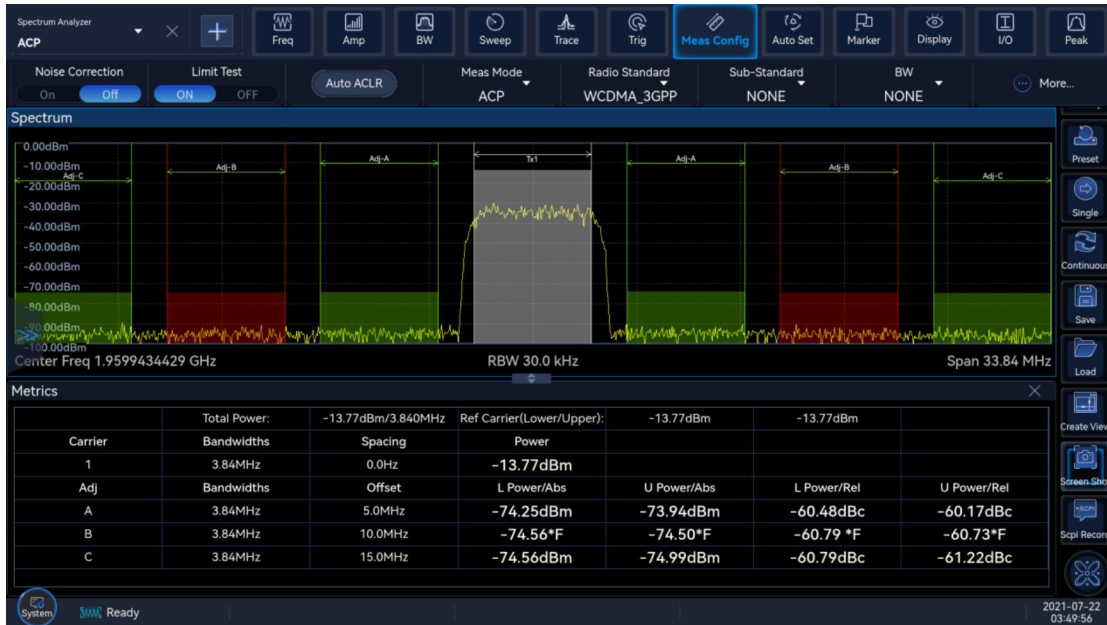 Spectrum Analyzer
ACP
Freq
Amp
BW
Sweep
Trace
Trig
Meas Config
Auto Set
Marker
Display
I/O
Peak
Noise Correction
On Off
Limit Test
ON OFF
Auto ACLR
Meas Mode
ACP
Radio Standard
WCDMA_3GPP
Sub-Standard
NONE
BW
NONE
More...
Spectrum
0.00dBm
-10.00dBm
-20.00dBm
-30.00dBm
-40.00dBm
-50.00dBm
-60.00dBm
-70.00dBm
-80.00dBm
-90.00dBm
-100.00dBm
Adj-C
Adj-B
Adj-A
Tx1
Adj-A
Adj-B
Adj-C
Center Freq 1.9599434429 GHz RBW 30.0 kHz Span 33.84 MHz
Metrics
Total Power: -13.77dBm/3.840MHz Ref Carrier(Lower/Upper): -13.77dBm -13.77dBm
Carrier Bandwidths Spacing Power
1 3.84MHz 0.0Hz -13.77dBm
Adj Bandwidths Offset L Power/Abs U Power/Abs L Power/Rel U Power/Rel
A 3.84MHz 5.0MHz -74.25dBm -73.94dBm -60.48dBc -60.17dBc
B 3.84MHz 10.0MHz -74.56*F -74.50*F -60.79 *F -60.73*F
C 3.84MHz 15.0MHz -74.56dBm -74.99dBm -60.79dBc -61.22dBc
Preset
Single
Continuou
Save
Load
Create View
Screen Sho
+SCPI
Scpi Record
System
Ready
2021-07-22
03:49:56